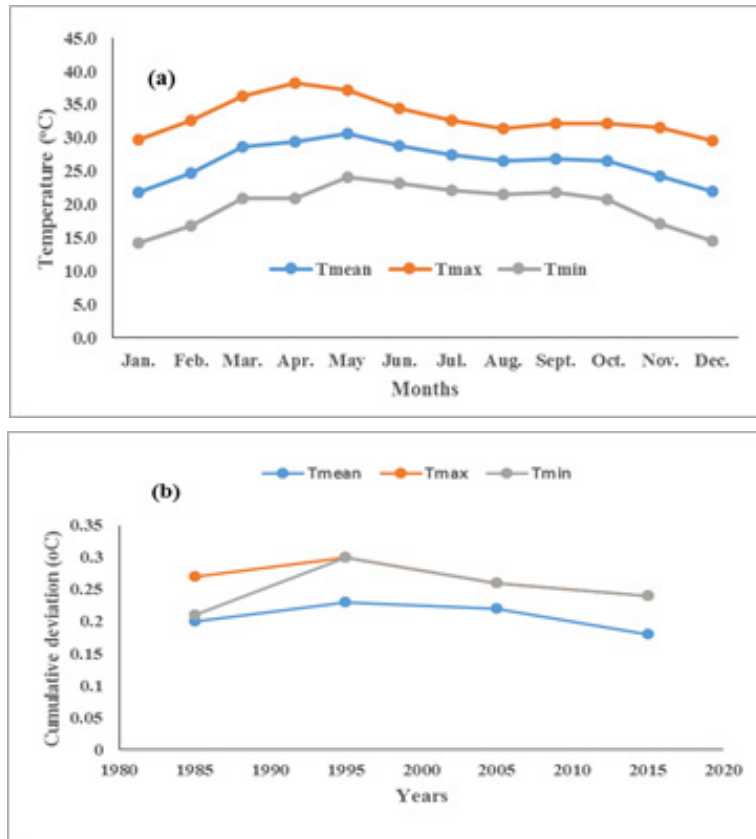 (a)
Temperature (°C)
45.0
40.0
35.0
30.0
25.0
20.0
15.0
10.0
5.0
0.0
Tmean Tmax Tmin
Jan. Feb. Mar. Apr. May Jun. Jul. Aug. Sept. Oct. Nov. Dec.
Months
Tmean Tmax Tmin
(b)
Cumulative deviation (oC)
0.35
0.3
0.25
0.2
0.15
0.1
0.05
0
1980 1985 1990 1995 2000 2005 2010 2015 2020
Years